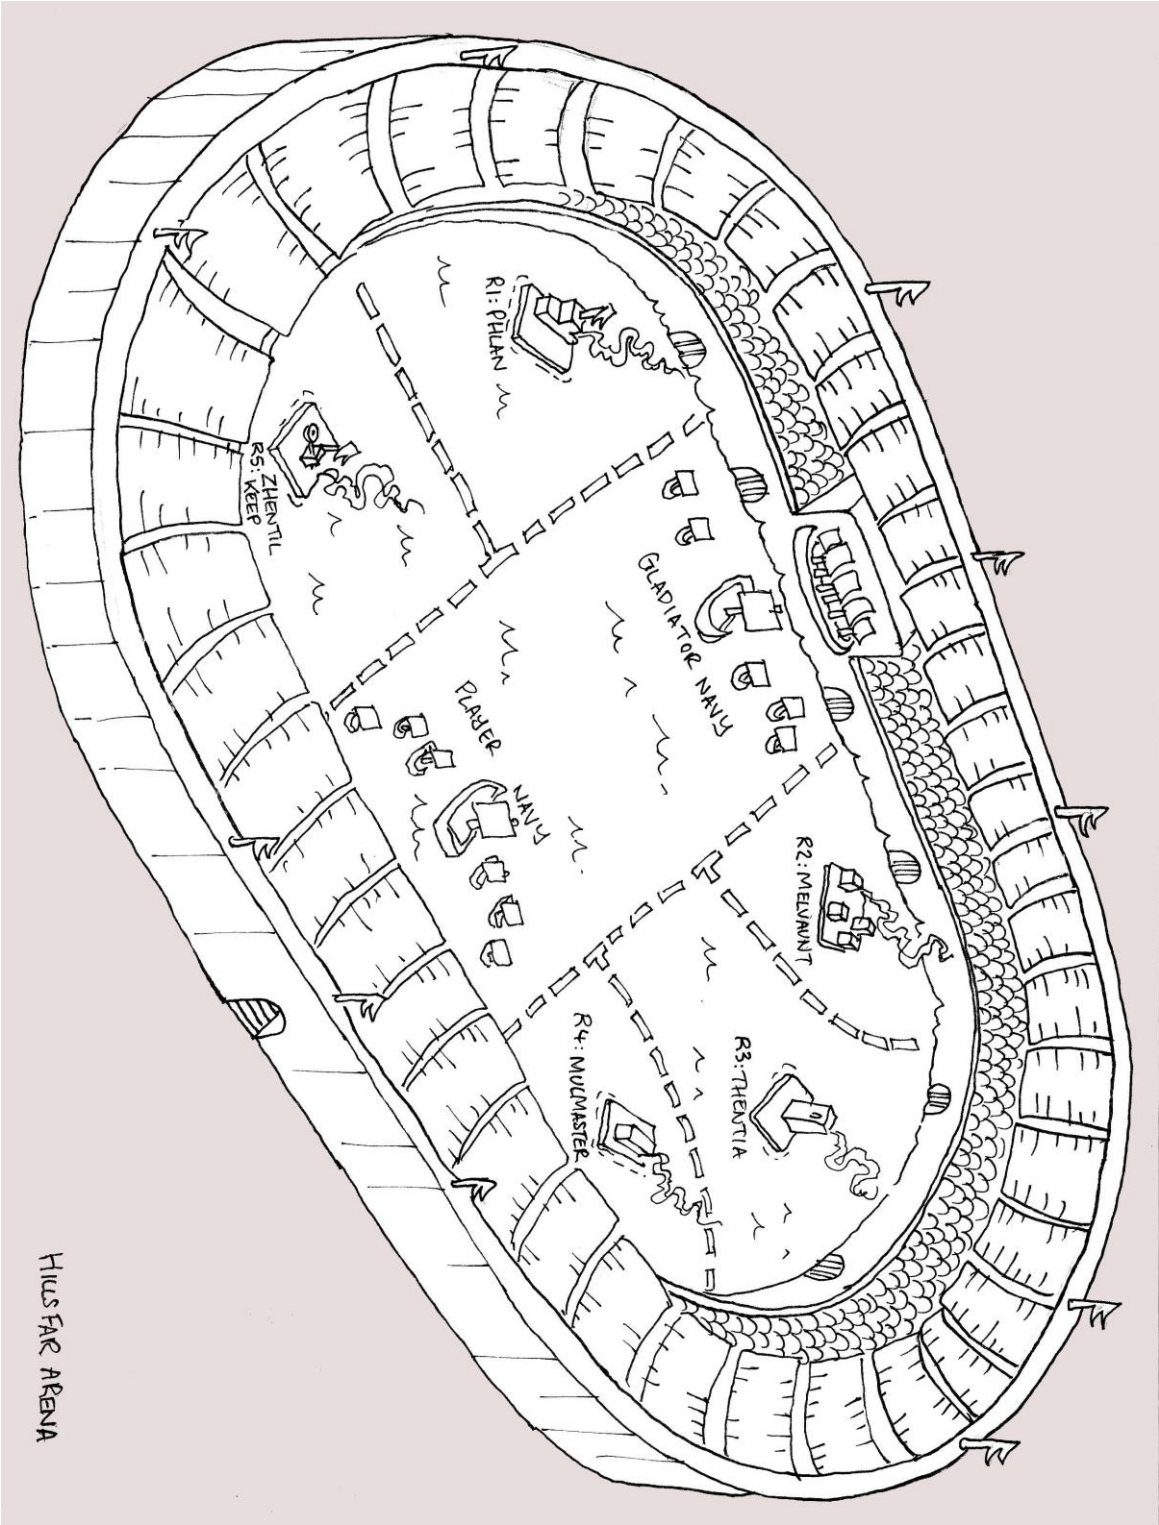 R1: PHLAN
R5: ZHENTIL
KEEP
GLADIATOR NAVY
PLAYER NAVY
R2: MELVAUNT
R3: THENTIA
R4: MULMASTER
HILLSFAR ARENA